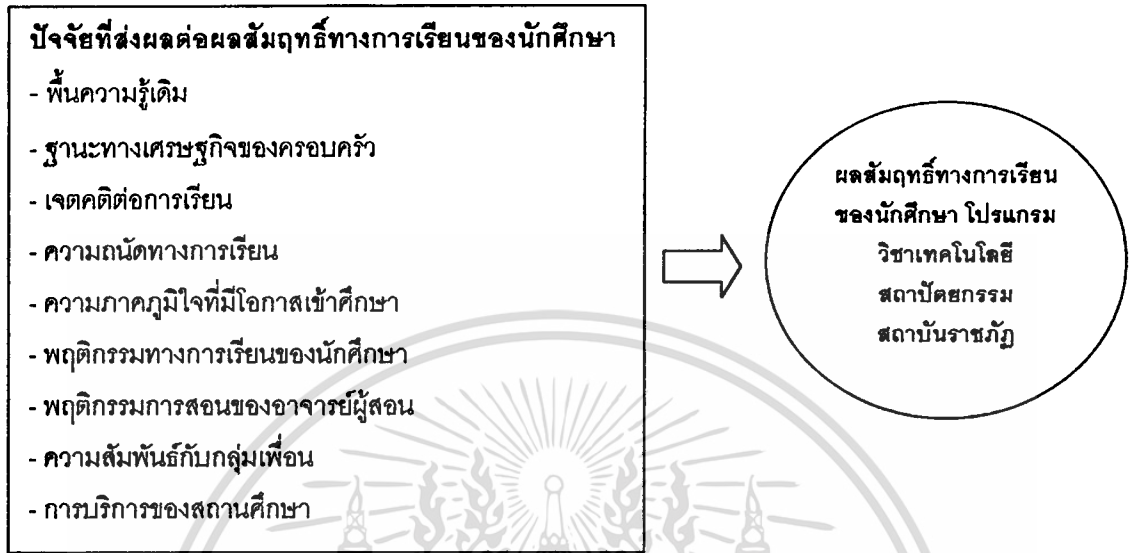 ปัจจัยที่ส่งผลต่อผลสัมฤทธิ์ทางการเรียนของนักศึกษา
- พื้นความรู้เดิม
- ฐานะทางเศรษฐกิจของครอบครัว
- เจตคติต่อการเรียน
- ความถนัดทางการเรียน
- ความภาคภูมิใจที่มีโอกาสเข้าศึกษา
- พฤติกรรมทางการเรียนของนักศึกษา
- พฤติกรรมการสอนของอาจารย์ผู้สอน
- ความสัมพันธ์กับกลุ่มเพื่อน
- การบริการของสถานศึกษา
ผลสัมฤทธิ์ทางการเรียน
ของนักศึกษา โปรแกรม
วิชาเทคโนโลยี
สถาปัตยกรรม
สถาบันราชภัฏ